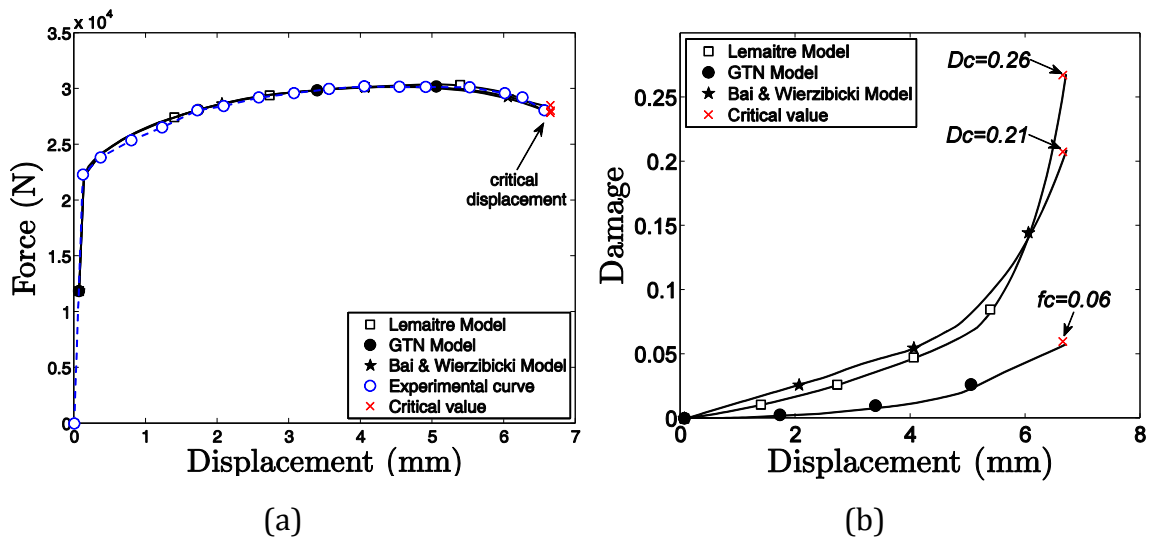 x 10^4
3.5
3
2.5
2
1.5
1
0.5
0
Force (N)
critical
displacement
Lemaitre Model
GTN Model
Bai & Wierzibicki Model
Experimental curve
Critical value
0 1 2 3 4 5 6 7
Displacement (mm)
(a)
Lemaitre Model
GTN Model
Bai & Wierzibicki Model
Critical value
Dc=0.26
Dc=0.21
fc=0.06
0.25
0.2
0.15
0.1
0.05
0
Damage
0 2 4 6 8
Displacement (mm)
(b)